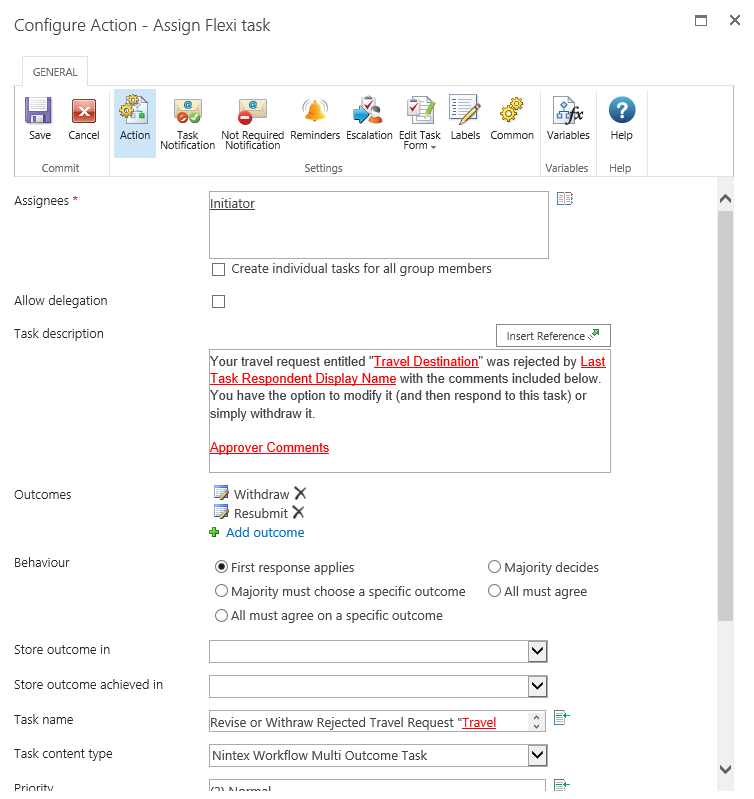 Configure Action - Assign Flexi task
GENERAL
Save
Cancel
Action
Task
Notification
Not Required
Notification
Reminders
Escalation
Edit Task
Form
Labels
Common
Variables
Help
Commit
Settings
Variables
Help
Assignees *
Initiator
Create individual tasks for all group members
Allow delegation
Task description
Insert Reference
Your travel request entitled "Travel Destination" was rejected by Last
Task Respondent Display Name with the comments included below.
You have the option to modify it (and then respond to this task) or
simply withdraw it.
Approver Comments
Outcomes
Withdraw
Resubmit
Add outcome
Behaviour
First response applies
Majority decides
Majority must choose a specific outcome
All must agree
All must agree on a specific outcome
Store outcome in
Store outcome achieved in
Task name
Revise or Withraw Rejected Travel Request "Travel
Task content type
Nintex Workflow Multi Outcome Task
Priority
(2) Normal